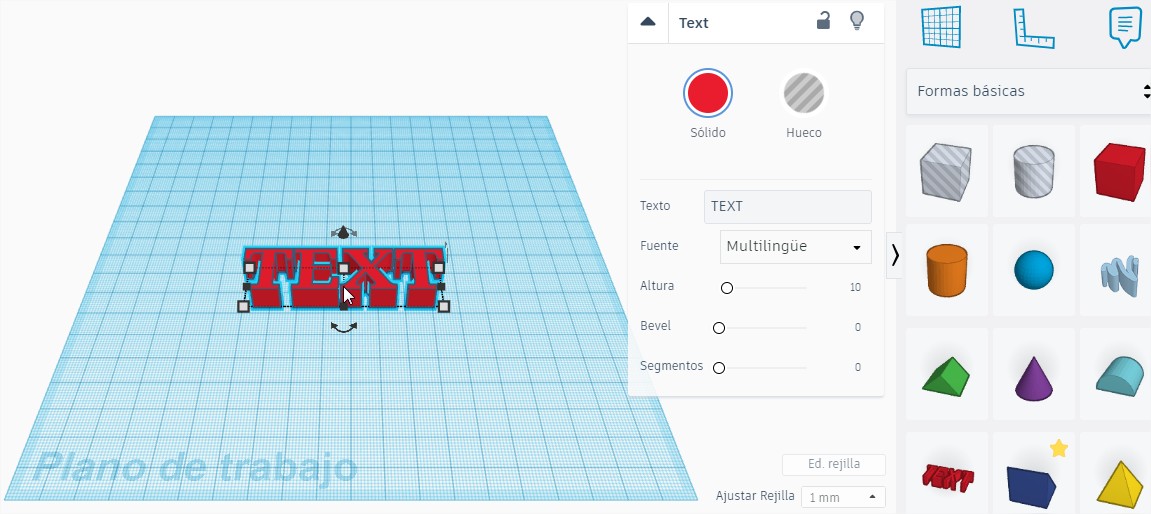 Text
Sólido
Hueco
Texto
TEXT
Fuente
Multilingüe
Altura
10
Bevel
0
Segmentos
0
TEXT
Plano de trabajo
Ed. rejilla
Ajustar Rejilla
1 mm
Formas básicas
TEXT